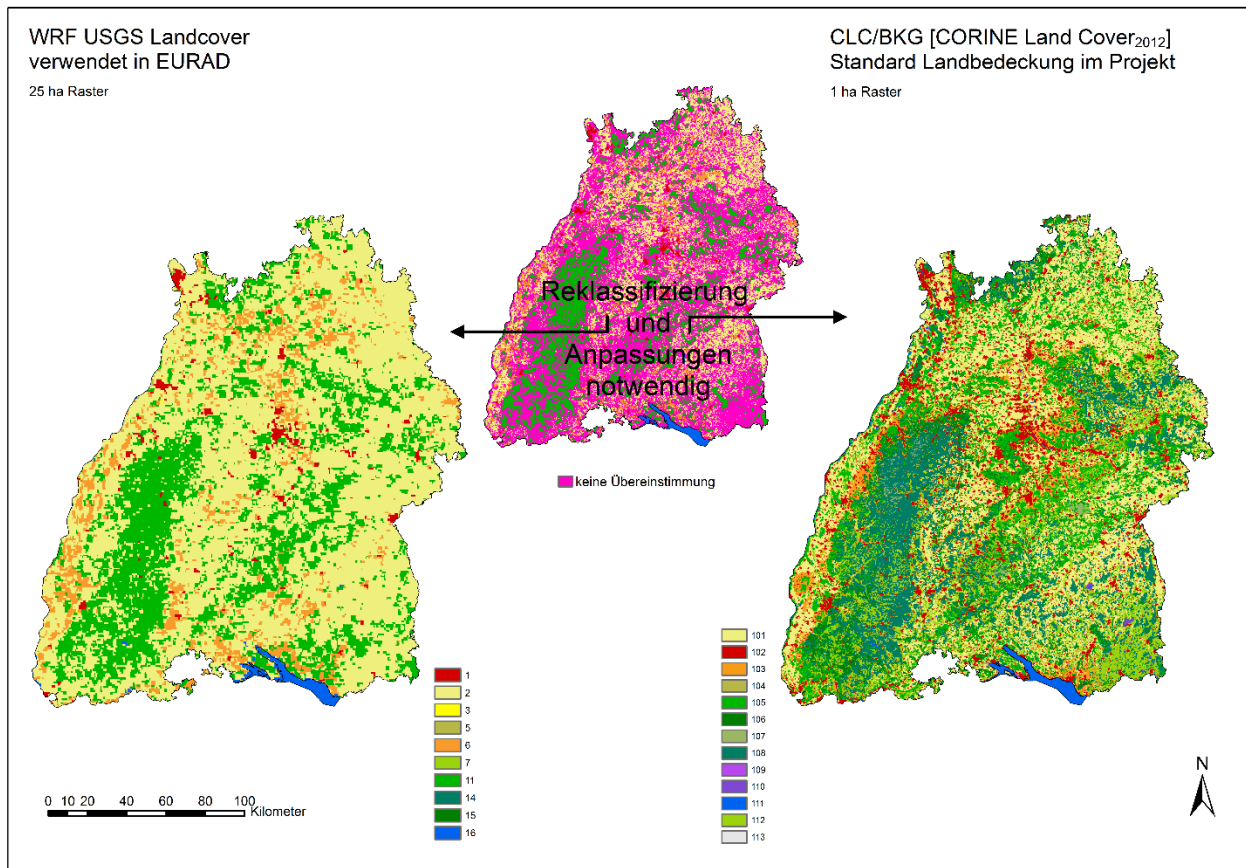 WRF USGS Landcover
verwendet in EURAD
25 ha Raster
CLC/BKG [CORINE Land Cover2012]
Standard Landbedeckung im Projekt
1 ha Raster
Reklassifizierung
und
Anpassungen
notwendig
keine Übereinstimmung
1
2
3
5
6
7
11
14
15
16
101
102
103
104
105
106
107
108
109
110
111
112
113
0 10 20 40 60 80 100
Kilometer
N